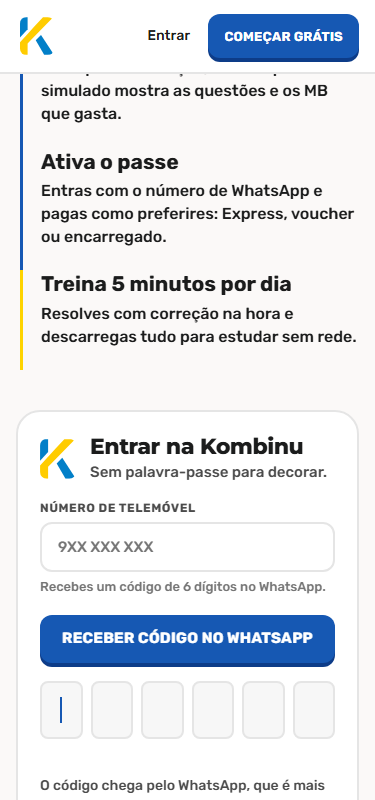 Entrar
COMEÇAR GRÁTIS
simulado mostra as questões e os MB
que gasta.
Ativa o passe
Entras com o número de WhatsApp e
pagas como preferires: Express, voucher
ou encarregado.
Treina 5 minutos por dia
Resolves com correção na hora e
descarregas tudo para estudar sem rede.
Entrar na Kombinu
Sem palavra-passe para decorar.
NÚMERO DE TELEMÓVEL
9XX XXX XXX
Recebes um código de 6 dígitos no WhatsApp.
RECEBER CÓDIGO NO WHATSAPP
O código chega pelo WhatsApp, que é mais